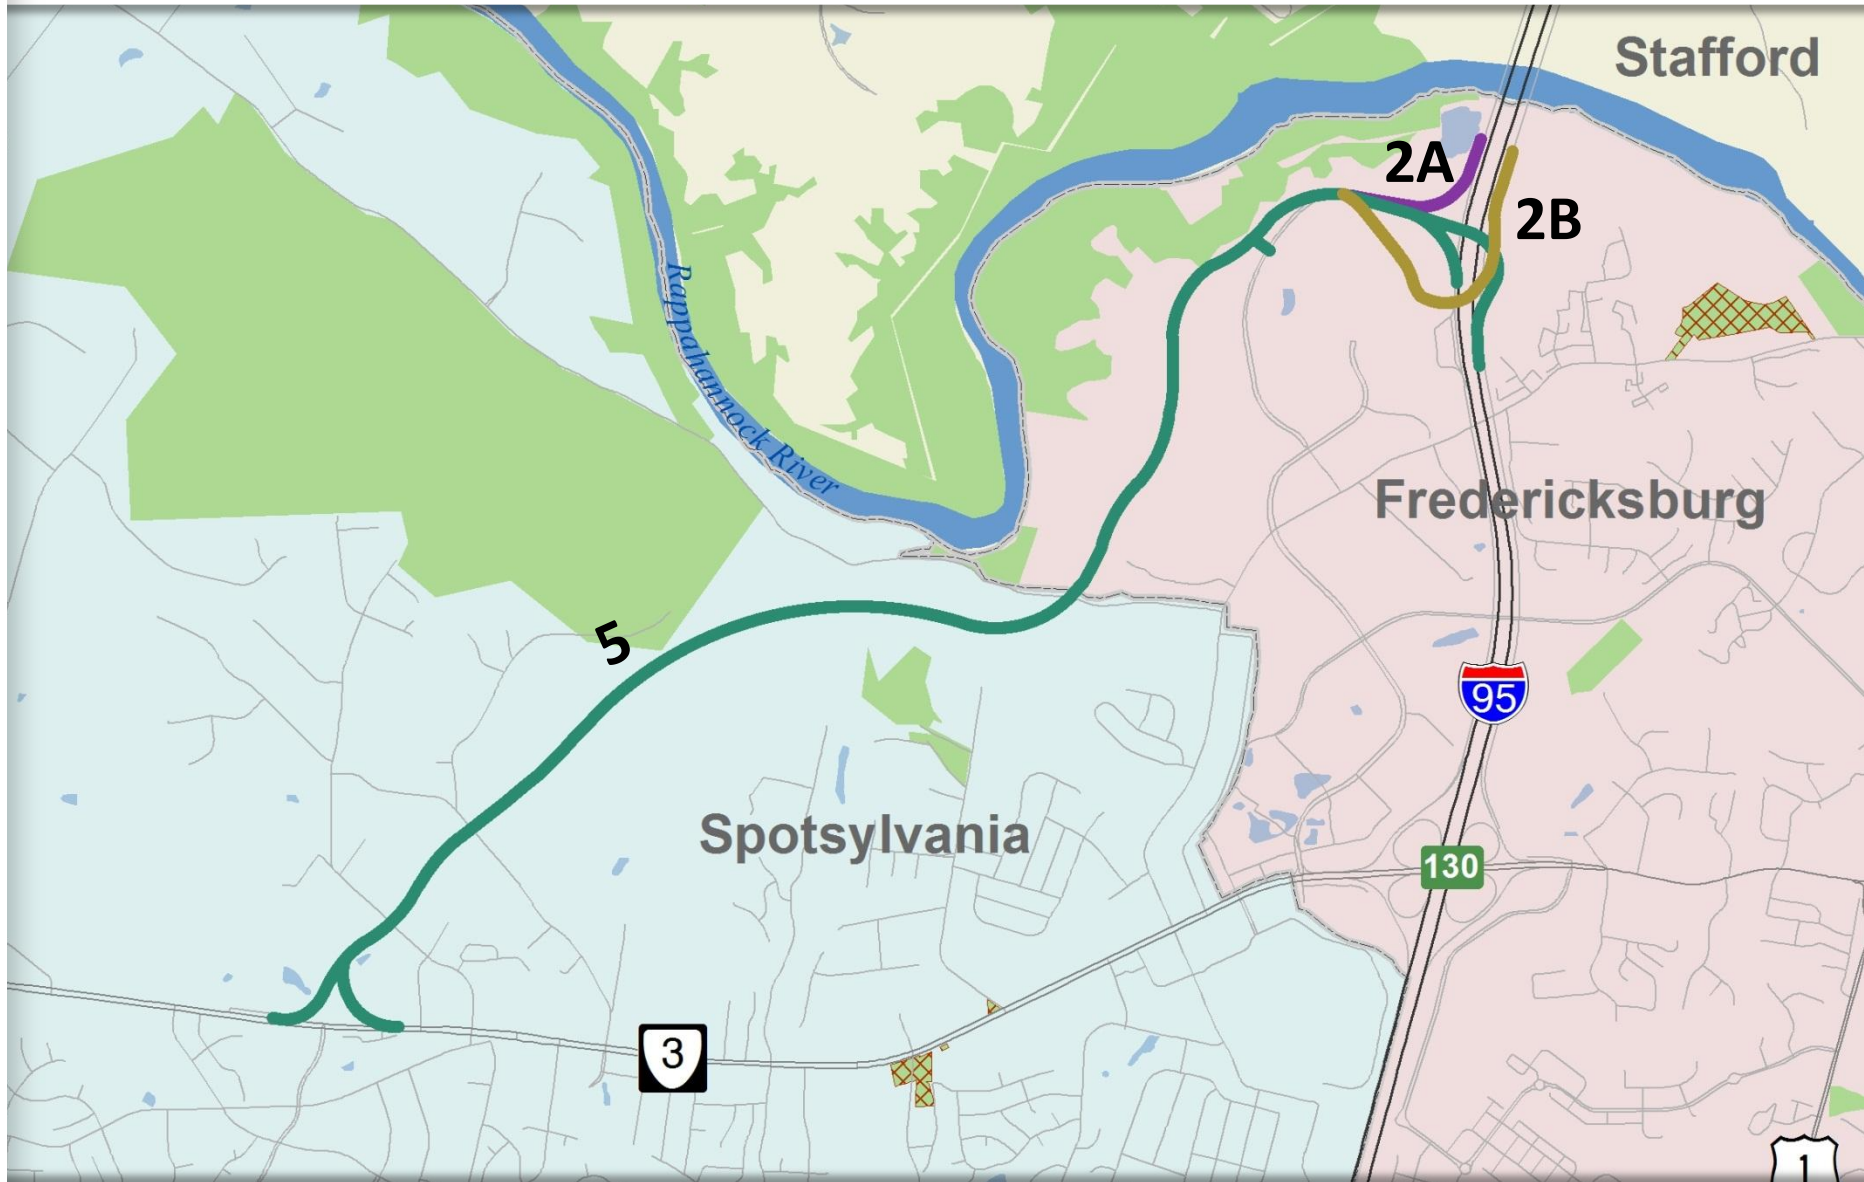 Stafford
2A
2B
Rappahannock River
Fredericksburg
5
95
Spotsylvania
130
3
1